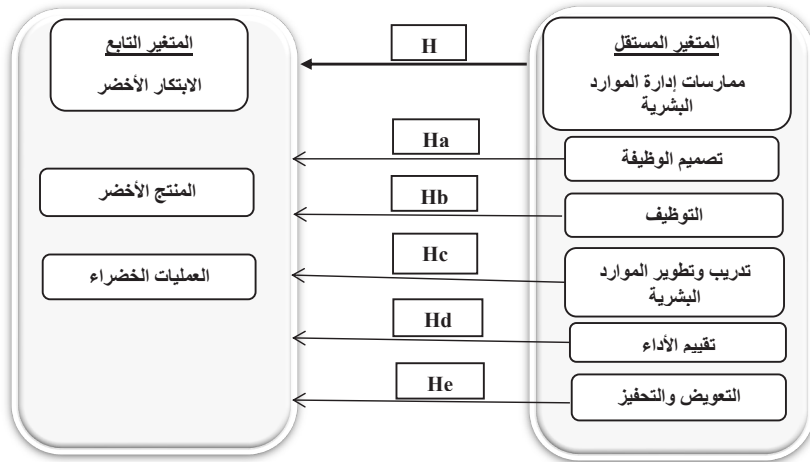 المتغير المستقل
ممارسات إدارة الموارد
البشرية
تصميم الوظيفة
التوظيف
تدريب وتطوير الموارد
البشرية
تقييم الأداء
التعويض والتحفيز
H
Ha
Hb
Hc
Hd
He
المتغير التابع
الابتكار الأخضر
المنتج الأخضر
العمليات الخضراء